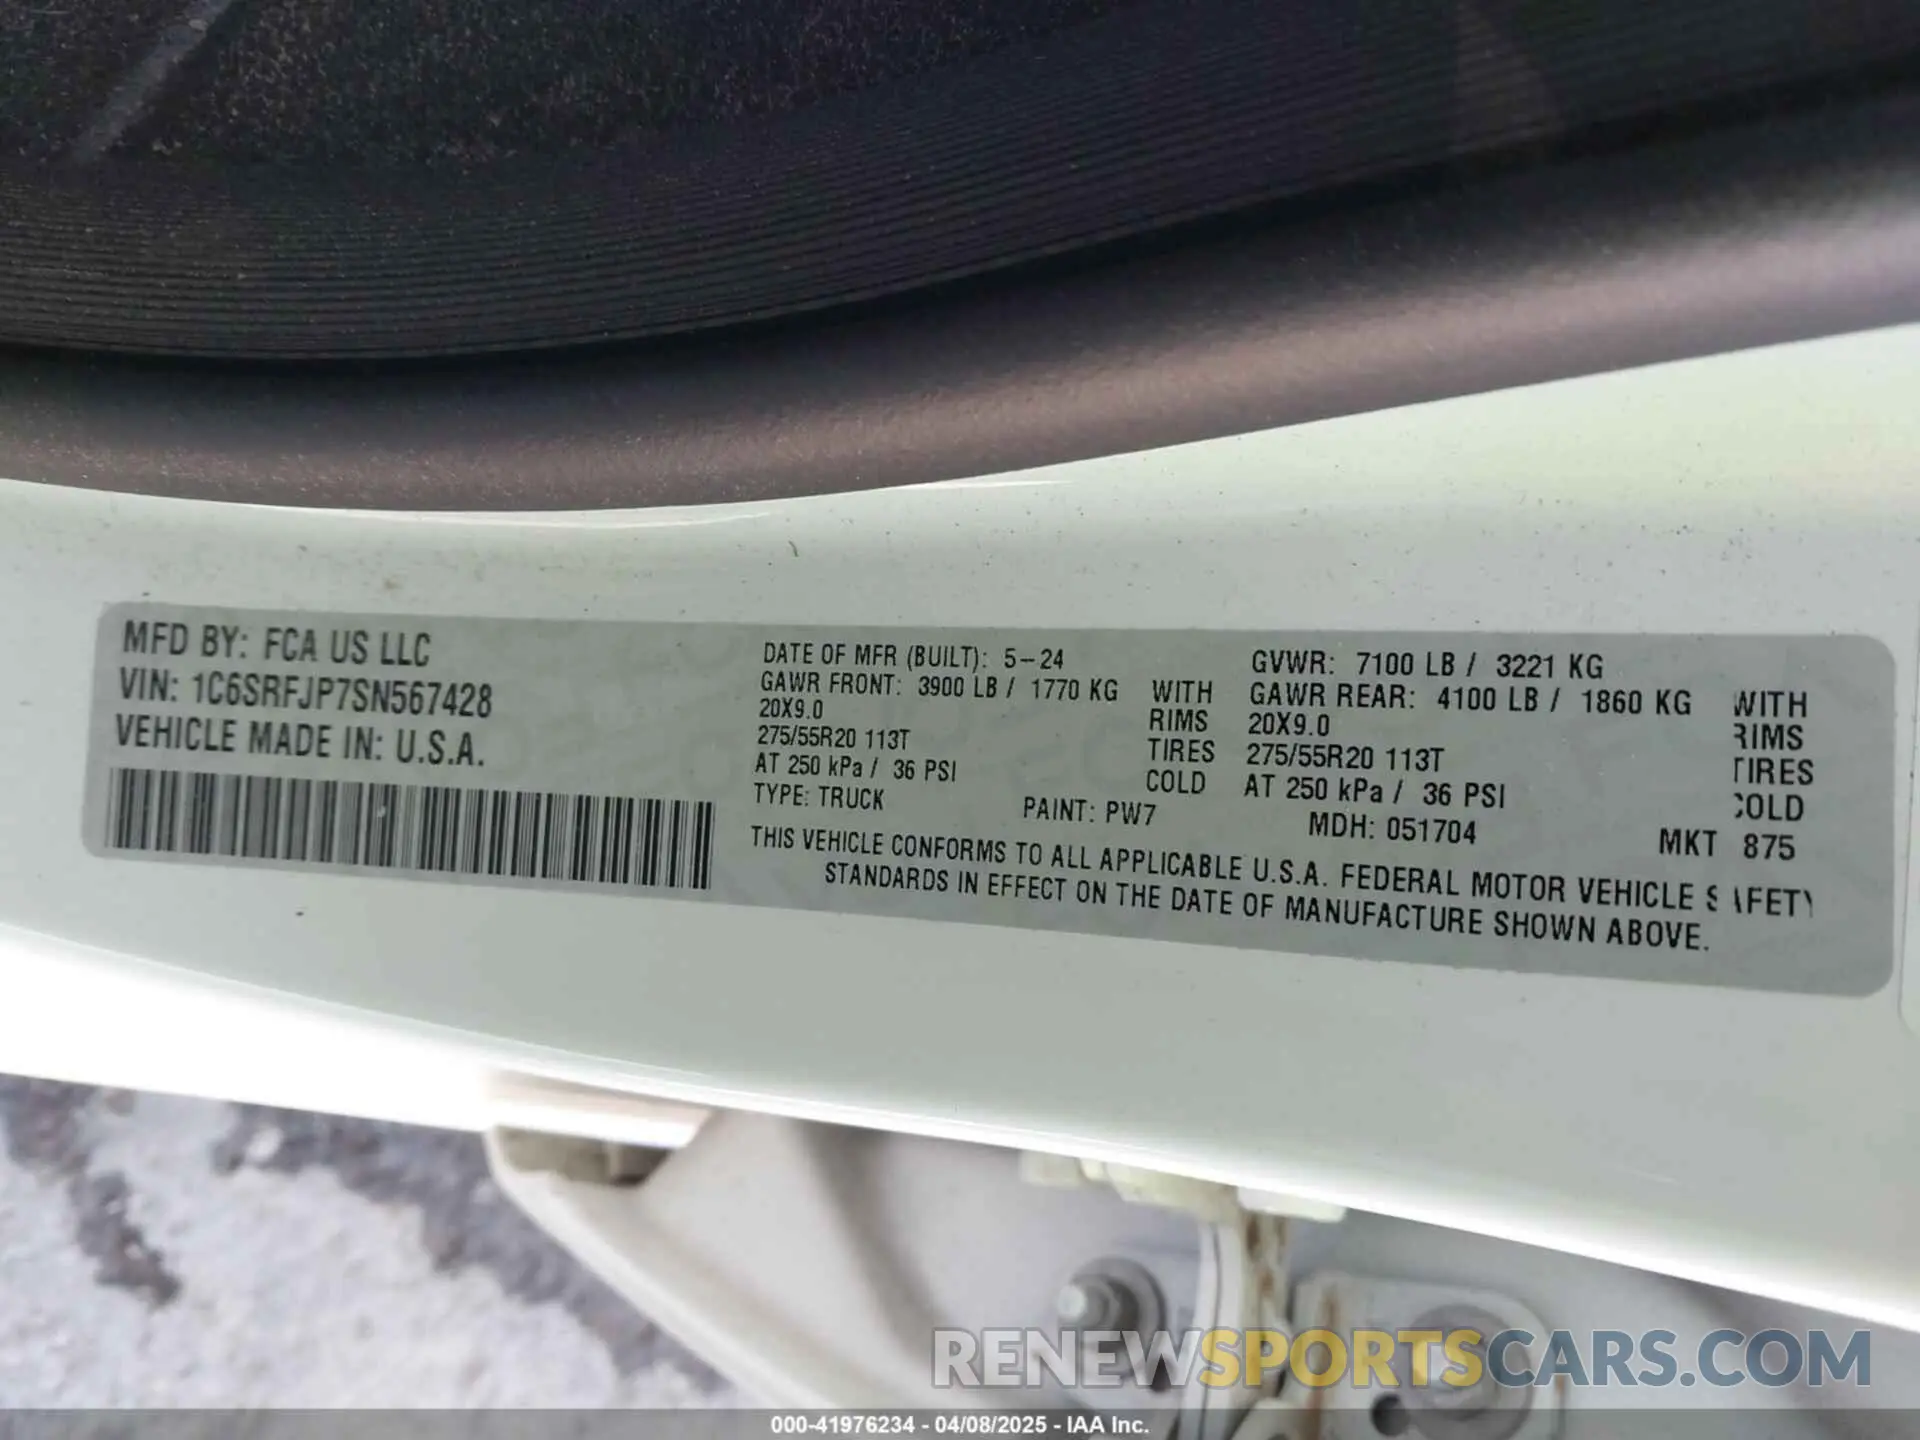 MFD BY: FCA US LLC
VIN: 1C6SRFJP7SN567428
VEHICLE MADE IN: U.S.A.
DATE OF MFR (BUILT): 5-24
GAWR FRONT: 3900 LB / 1770 KG WITH
20X9.0 RIMS
275/55R20 113T TIRES
AT 250 kPa / 36 PSI COLD
TYPE: TRUCK PAINT: PW7
GVWR: 7100 LB / 3221 KG
GAWR REAR: 4100 LB / 1860 KG WITH
20X9.0 RIMS
275/55R20 113T TIRES
AT 250 kPa / 36 PSI COLD
MDH: 051704 MKT 875
THIS VEHICLE CONFORMS TO ALL APPLICABLE U.S.A. FEDERAL MOTOR VEHICLE SAFETY
STANDARDS IN EFFECT ON THE DATE OF MANUFACTURE SHOWN ABOVE.
RENEWSPORTSCARS.COM
000-41976234 - 04/08/2025 - IAA Inc.